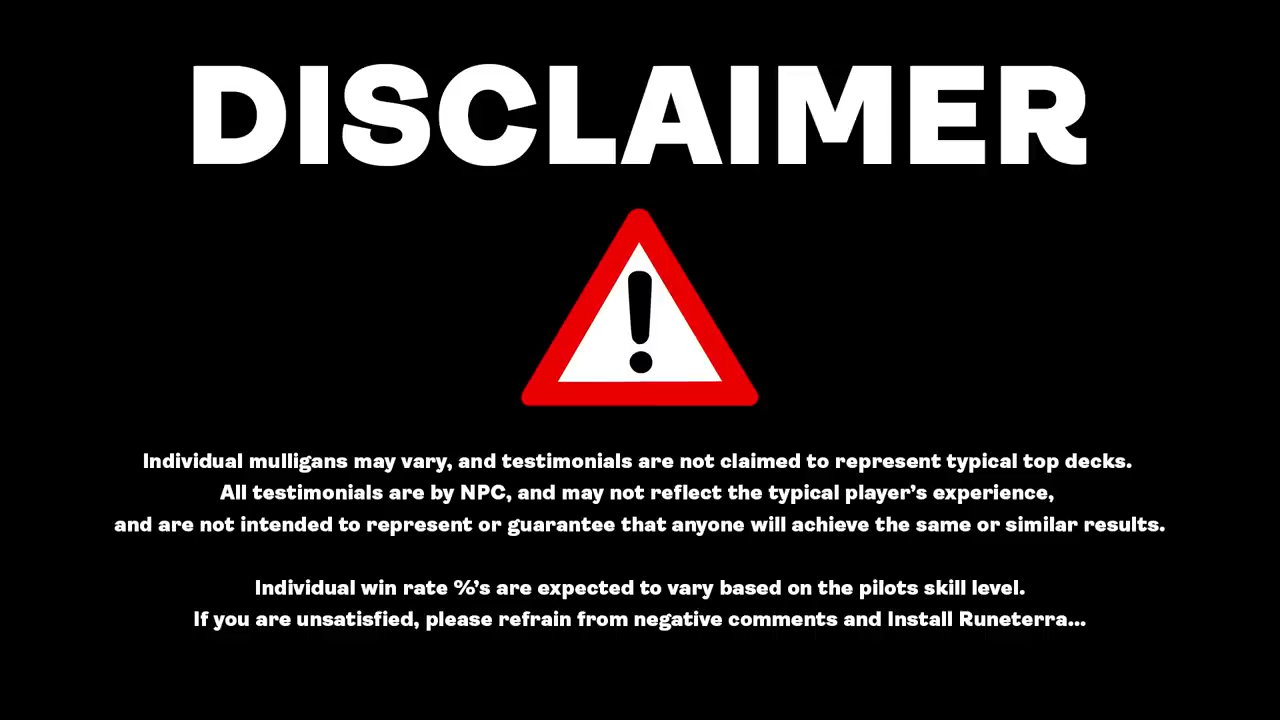 DISCLAIMER
Individual mulligans may vary, and testimonials are not claimed to represent typical top decks.
All testimonials are by NPC, and may not reflect the typical player's experience,
and are not intended to represent or guarantee that anyone will achieve the same or similar results.
Individual win rate %'s are expected to vary based on the pilots skill level.
If you are unsatisfied, please refrain from negative comments and Install Runeterra...